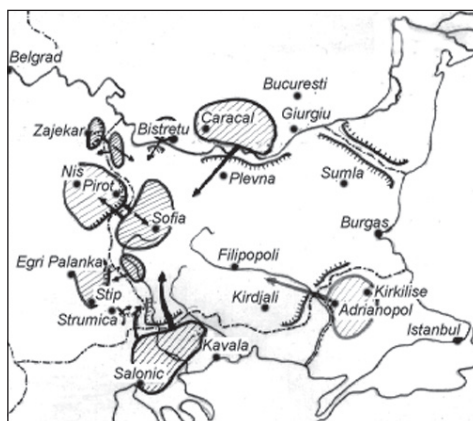 Belgrad
Bucuresti
Zajekar
Bistretu
Caracal
Giurgiu
Nis
Pirot
Plevna
Sumla
Sofia
Burgas
Egri Palanka
Filipopoli
Stip
Kirdjali
Kirkilise
Strumica
Adrianopol
Istanbul
Kavala
Salonic